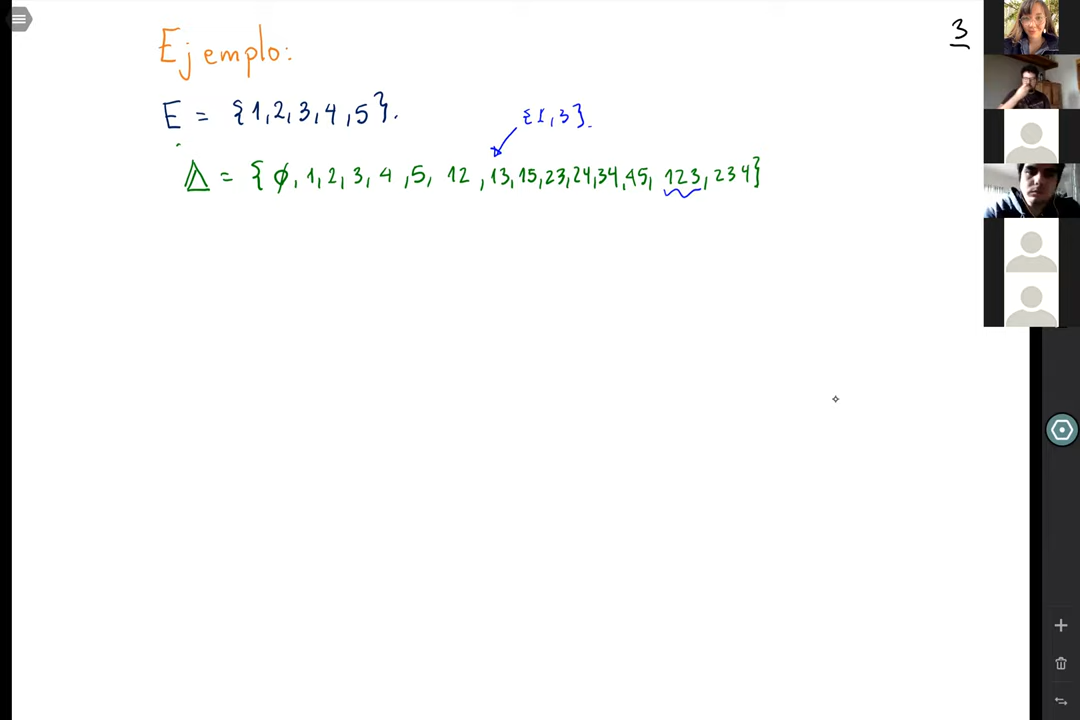 3
Ejemplo:
E = {1,2,3,4,5}.
{1,3}.
Δ = {∅, 1, 2, 3, 4, 5, 12, 13, 15, 23, 24, 34, 45, 123, 234}